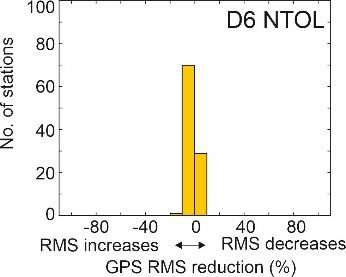 D6 NTOL
No. of stations
100
80
60
40
20
0
-80 -40 0 40 80
RMS increases RMS decreases
GPS RMS reduction (%)